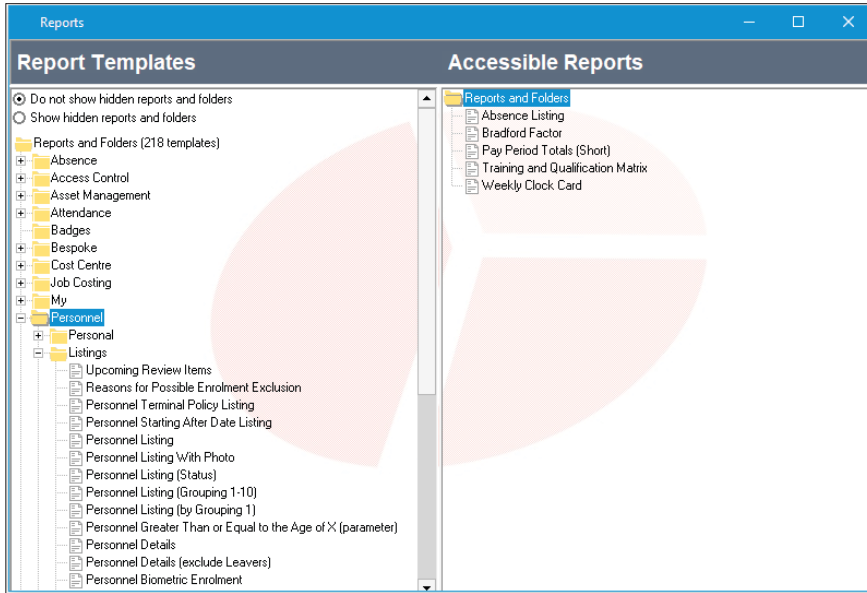 Reports
Report Templates
Accessible Reports
Do not show hidden reports and folders
Show hidden reports and folders
Reports and Folders (218 templates)
Absence
Access Control
Asset Management
Attendance
Badges
Bespoke
Cost Centre
Job Costing
My
Personnel
Personal
Listings
Upcoming Review Items
Reasons for Possible Enrolment Exclusion
Personnel Terminal Policy Listing
Personnel Starting After Date Listing
Personnel Listing
Personnel Listing With Photo
Personnel Listing (Status)
Personnel Listing (Grouping 1-10)
Personnel Listing (by Grouping 1)
Personnel Greater Than or Equal to the Age of X (parameter)
Personnel Details
Personnel Details (exclude Leavers)
Personnel Biometric Enrolment
Reports and Folders
Absence Listing
Bradford Factor
Pay Period Totals (Short)
Training and Qualification Matrix
Weekly Clock Card